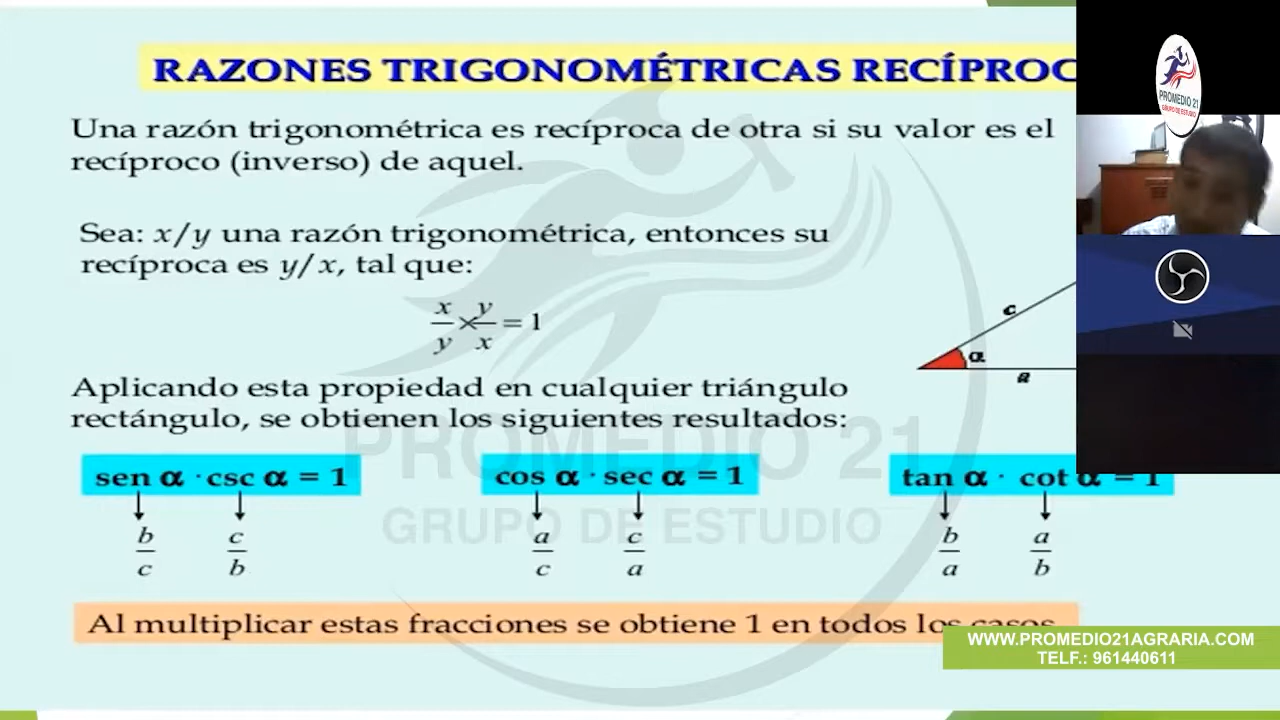 RAZONES TRIGONOMÉTRICAS RECÍPROC
PROMEDIO 21
GRUPO DE ESTUDIO
Una razón trigonométrica es recíproca de otra si su valor es el
recíproco (inverso) de aquel.
Sea: x/y una razón trigonométrica, entonces su
recíproca es y/x, tal que:
x/y × y/x = 1
c
α
a
Aplicando esta propiedad en cualquier triángulo
rectángulo, se obtienen los siguientes resultados:
PROMEDIO 21
GRUPO DE ESTUDIO
sen α · csc α = 1
b/c c/b
cos α · sec α = 1
a/c c/a
tan α · cot α = 1
b/a a/b
Al multiplicar estas fracciones se obtiene 1 en todos los casos
WWW.PROMEDIO21AGRARIA.COM
TELF.: 961440611